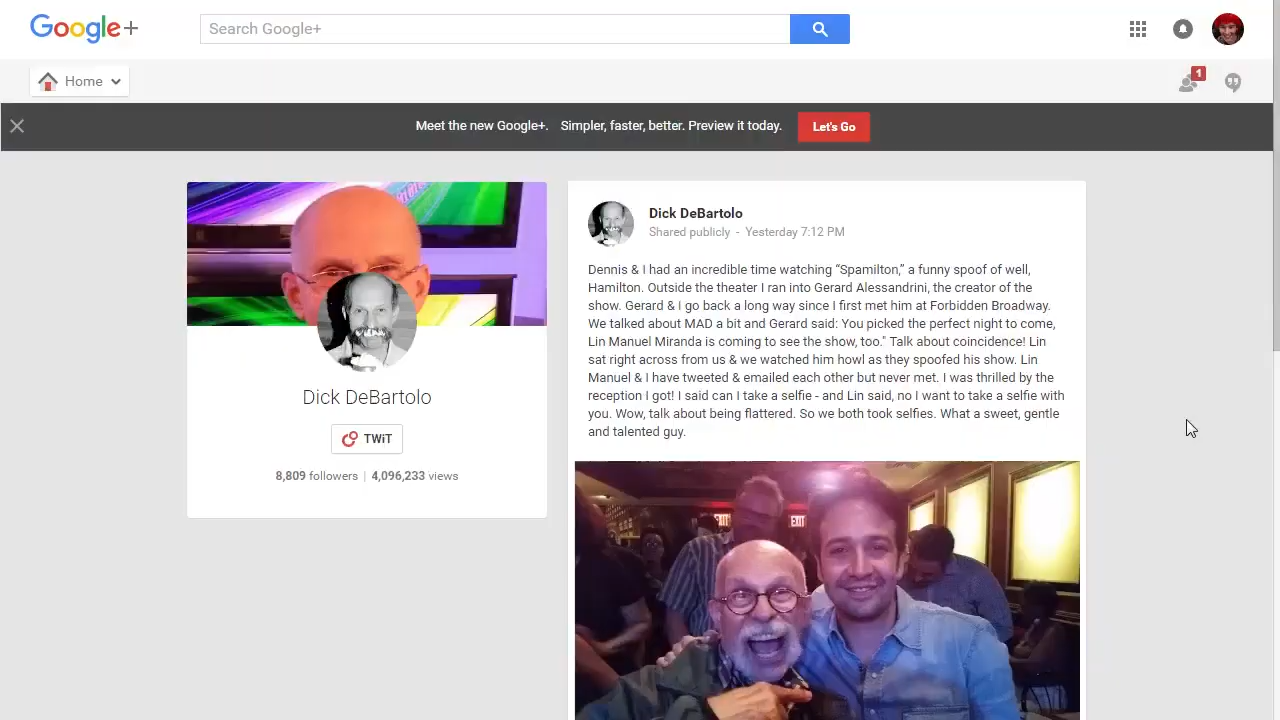 Google+
Search Google+
Home
1
Meet the new Google+. Simpler, faster, better. Preview it today.
Let's Go
Dick DeBartolo
TWiT
8,809 followers | 4,096,233 views
Dick DeBartolo
Shared publicly - Yesterday 7:12 PM
Dennis & I had an incredible time watching “Spamilton,” a funny spoof of well,
Hamilton. Outside the theater I ran into Gerard Alessandrini, the creator of the
show. Gerard & I go back a long way since I first met him at Forbidden Broadway.
We talked about MAD a bit and Gerard said: You picked the perfect night to come,
Lin Manuel Miranda is coming to see the show, too." Talk about coincidence! Lin
sat right across from us & we watched him howl as they spoofed his show. Lin
Manuel & I have tweeted & emailed each other but never met. I was thrilled by the
reception I got! I said can I take a selfie - and Lin said, no I want to take a selfie with
you. Wow, talk about being flattered. So we both took selfies. What a sweet, gentle
and talented guy.
EXIT
EXIT